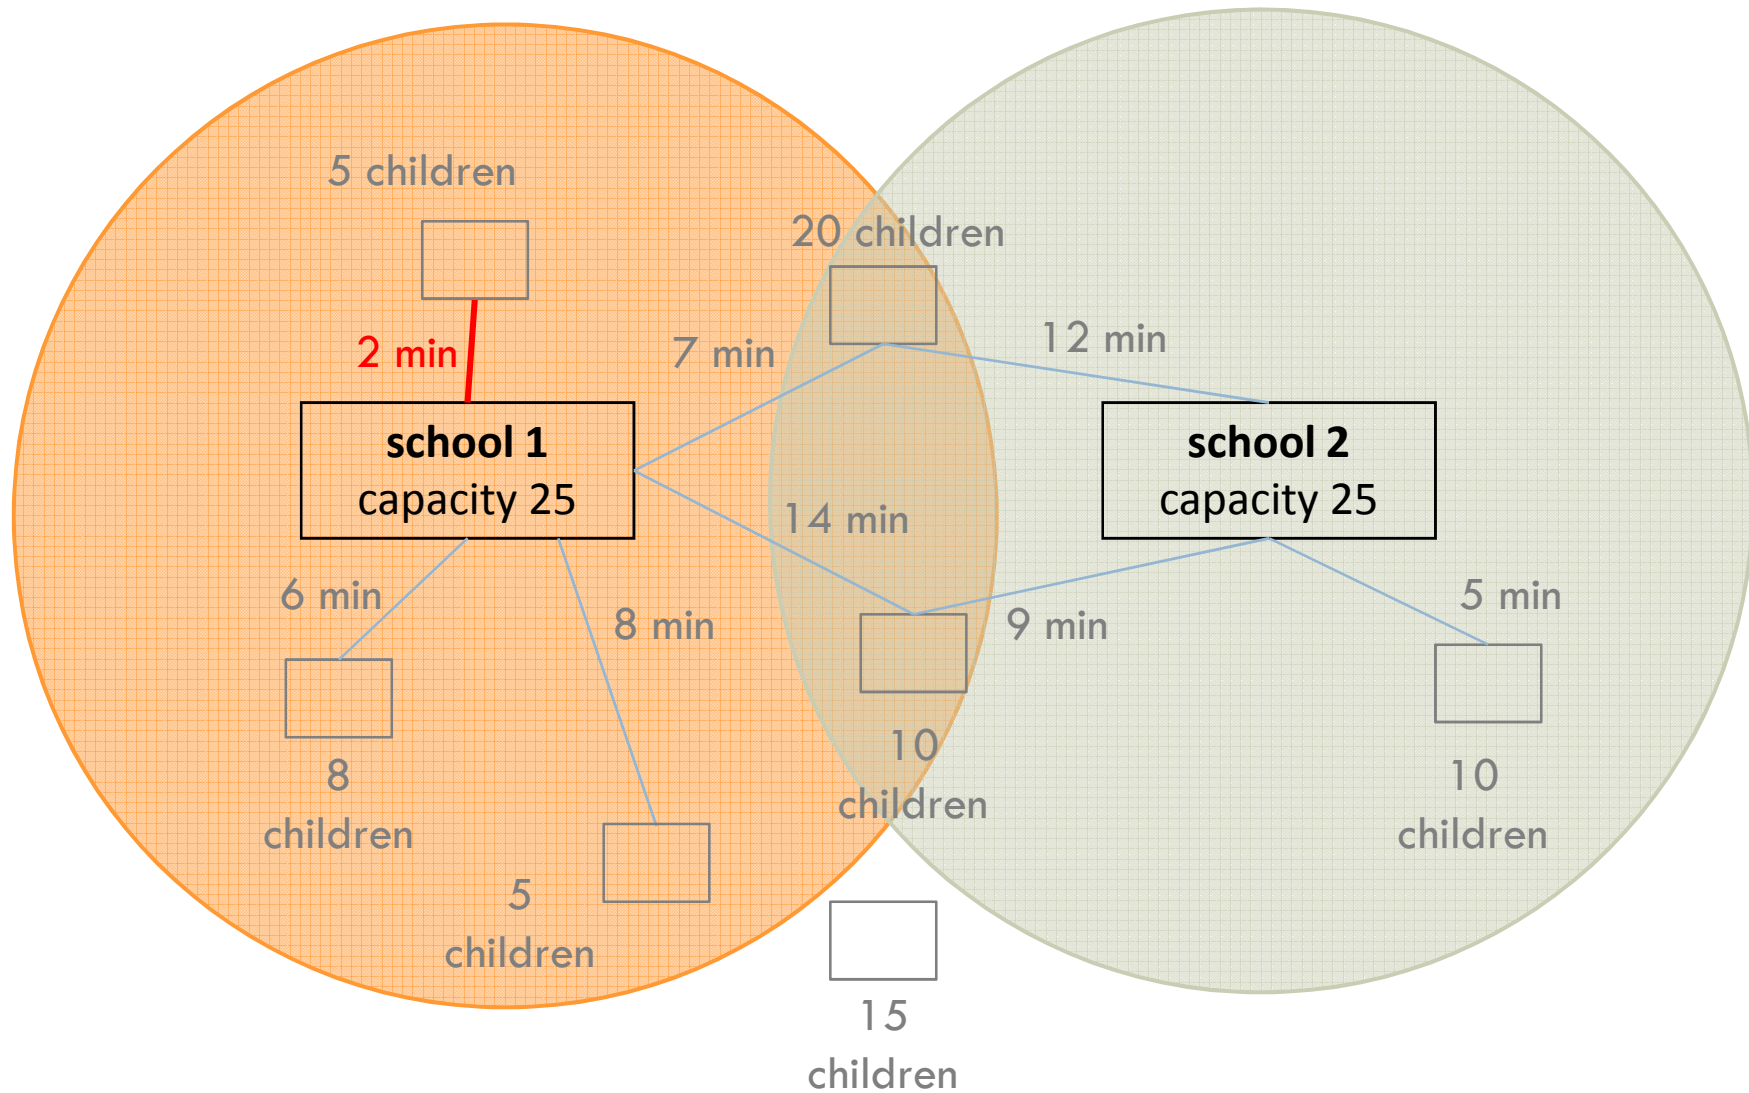 5 children
20 children
2 min
7 min
12 min
school 1
capacity 25
school 2
capacity 25
14 min
6 min
8 min
9 min
5 min
8
children
10
children
10
children
5
children
15
children